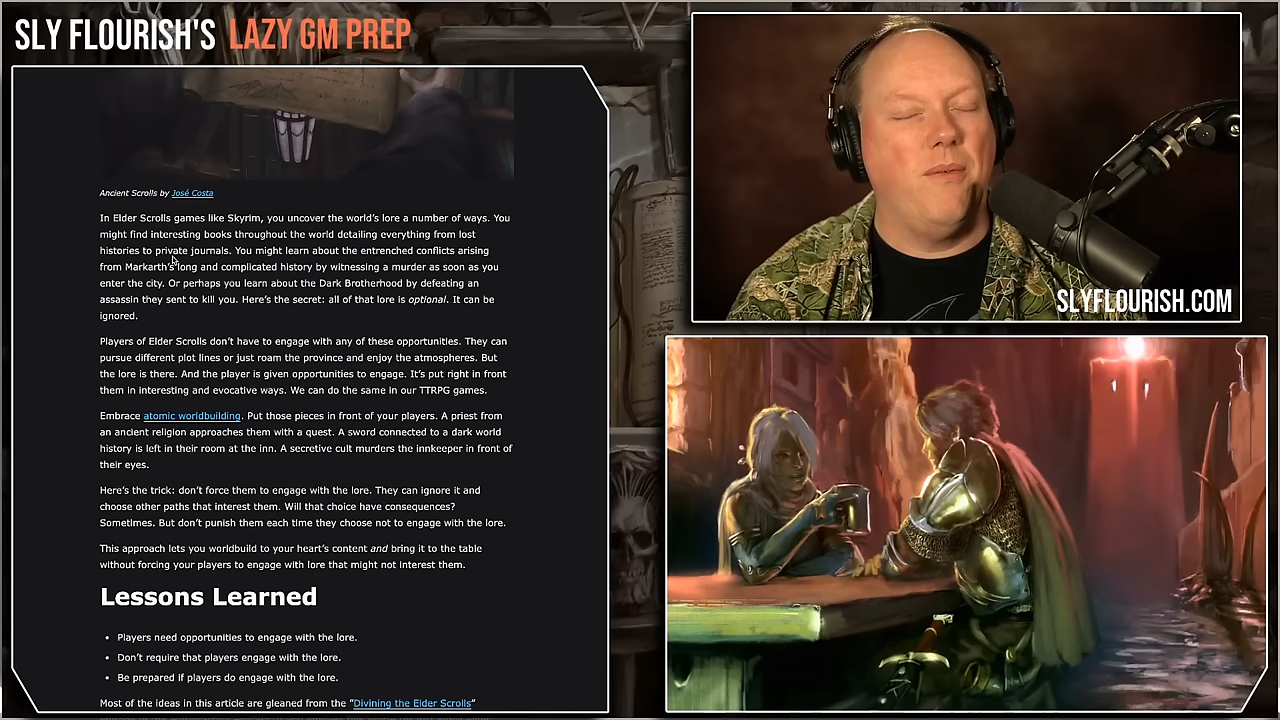 SLY FLOURISH'S LAZY GM PREP
Ancient Scrolls by José Costa
In Elder Scrolls games like Skyrim, you uncover the world's lore a number of ways. You
might find interesting books throughout the world detailing everything from lost
histories to private journals. You might learn about the entrenched conflicts arising
from Markarth's long and complicated history by witnessing a murder as soon as you
enter the city. Or perhaps you learn about the Dark Brotherhood by defeating an
assassin they sent to kill you. Here's the secret: all of that lore is optional. It can be
ignored.
Players of Elder Scrolls don't have to engage with any of these opportunities. They can
pursue different plot lines or just roam the province and enjoy the atmospheres. But
the lore is there. And the player is given opportunities to engage. It's put right in front
them in interesting and evocative ways. We can do the same in our TTRPG games.
Embrace atomic worldbuilding. Put those pieces in front of your players. A priest from
an ancient religion approaches them with a quest. A sword connected to a dark world
history is left in their room at the inn. A secretive cult murders the innkeeper in front of
their eyes.
Here's the trick: don't force them to engage with the lore. They can ignore it and
choose other paths that interest them. Will that choice have consequences?
Sometimes. But don't punish them each time they choose not to engage with the lore.
This approach lets you worldbuild to your heart's content and bring it to the table
without forcing your players to engage with lore that might not interest them.
Lessons Learned
• Players need opportunities to engage with the lore.
• Don't require that players engage with the lore.
• Be prepared if players do engage with the lore.
Most of the ideas in this article are gleaned from the "Divining the Elder Scrolls"
SLYFLOURISH.COM